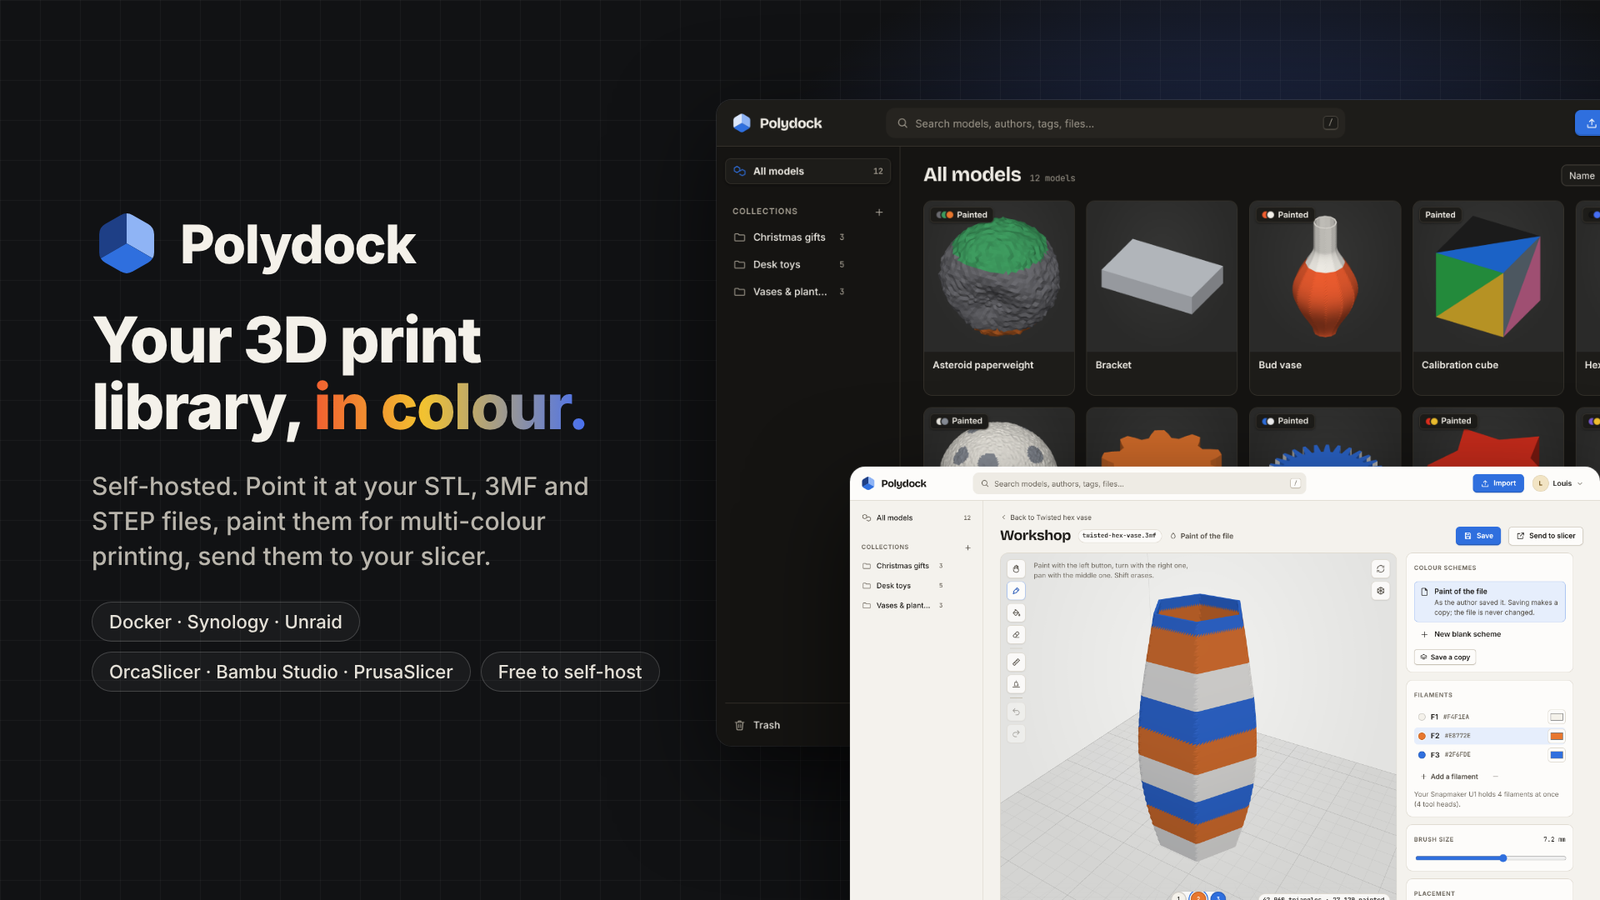 Polydock
Your 3D print
library, in colour.
Self-hosted. Point it at your STL, 3MF and
STEP files, paint them for multi-colour
printing, send them to your slicer.
Docker · Synology · Unraid
OrcaSlicer · Bambu Studio · PrusaSlicer
Free to self-host
Polydock
Search models, authors, tags, files...
/
All models
12
COLLECTIONS
+
Christmas gifts 3
Desk toys 5
Vases & plant... 3
Trash
All models 12 models
Name
Painted
Asteroid paperweight
Bracket
Painted
Bud vase
Painted
Calibration cube
Painted
Painted
Painted
Polydock
Search models, authors, tags, files...
/
Import
L
Louis
All models 12
COLLECTIONS
+
Christmas gifts 3
Desk toys 5
Vases & plant... 3
Back to Twisted hex vase
Workshop
twisted-hex-vase.3mf
Paint of the file
Save
Send to slicer
Paint with the left button, turn with the right one,
pan with the middle one. Shift erases.
COLOUR SCHEMES
Paint of the file
As the author saved it. Saving makes a
copy; the file is never changed.
+ New blank scheme
Save a copy
FILAMENTS
F1 #F4F1EA
F2 #E8772E
F3 #2F6FDE
+ Add a filament
Your Snapmaker U1 holds 4 filaments at once
(4 tool heads).
BRUSH SIZE 7.2 mm
PLACEMENT